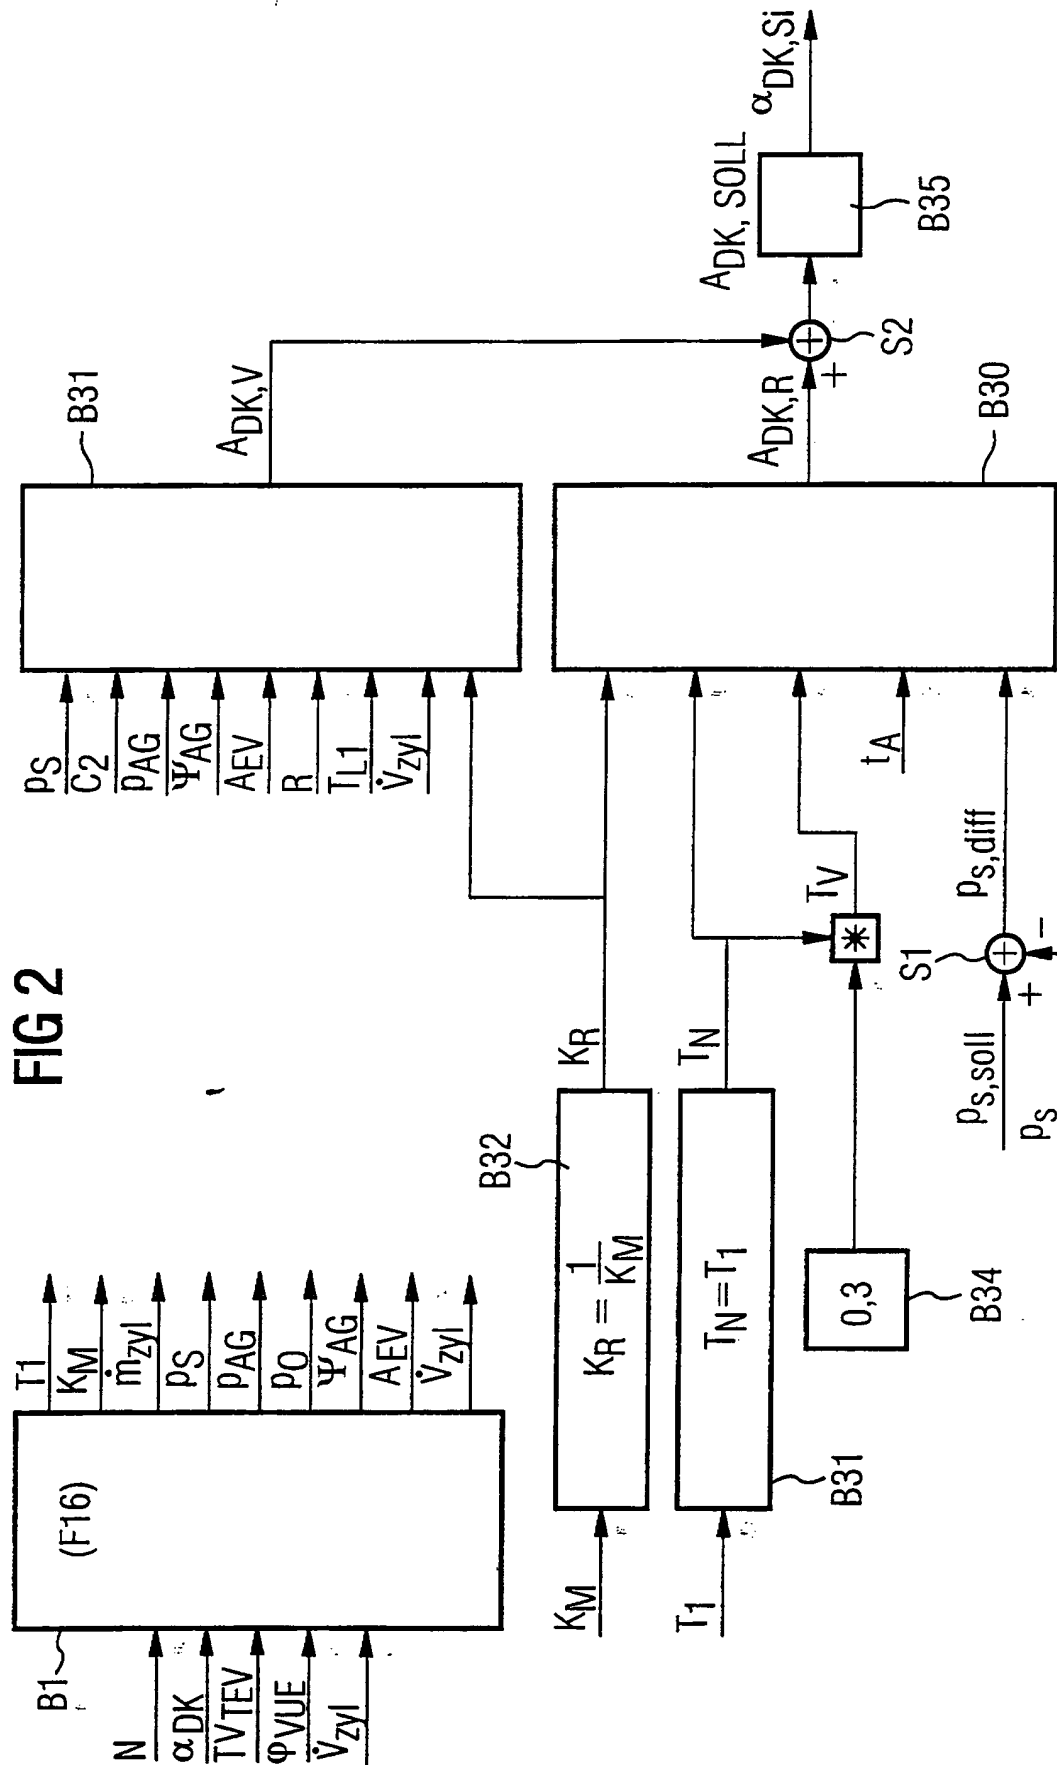 FIG 2
B1
(F16)
N
αDK
TVTEV
φVUE
V̇zyl
T1
KM
ṁzyl
pS
pAG
pO
ΨAG
AEV
V̇zyl
pS
C2
pAG
ΨAG
AEV
R
TL1
V̇zyl
B31
ADK,V
KM
B32
KR = 1/KM
KR
T1
B31
TN=T1
TN
B34
0,3
*
TV
tA
ps,soll
ps
S1
+
+
-
ps,diff
B30
ADK,R
+
+
S2
ADK, SOLL
B35
αDK,Si